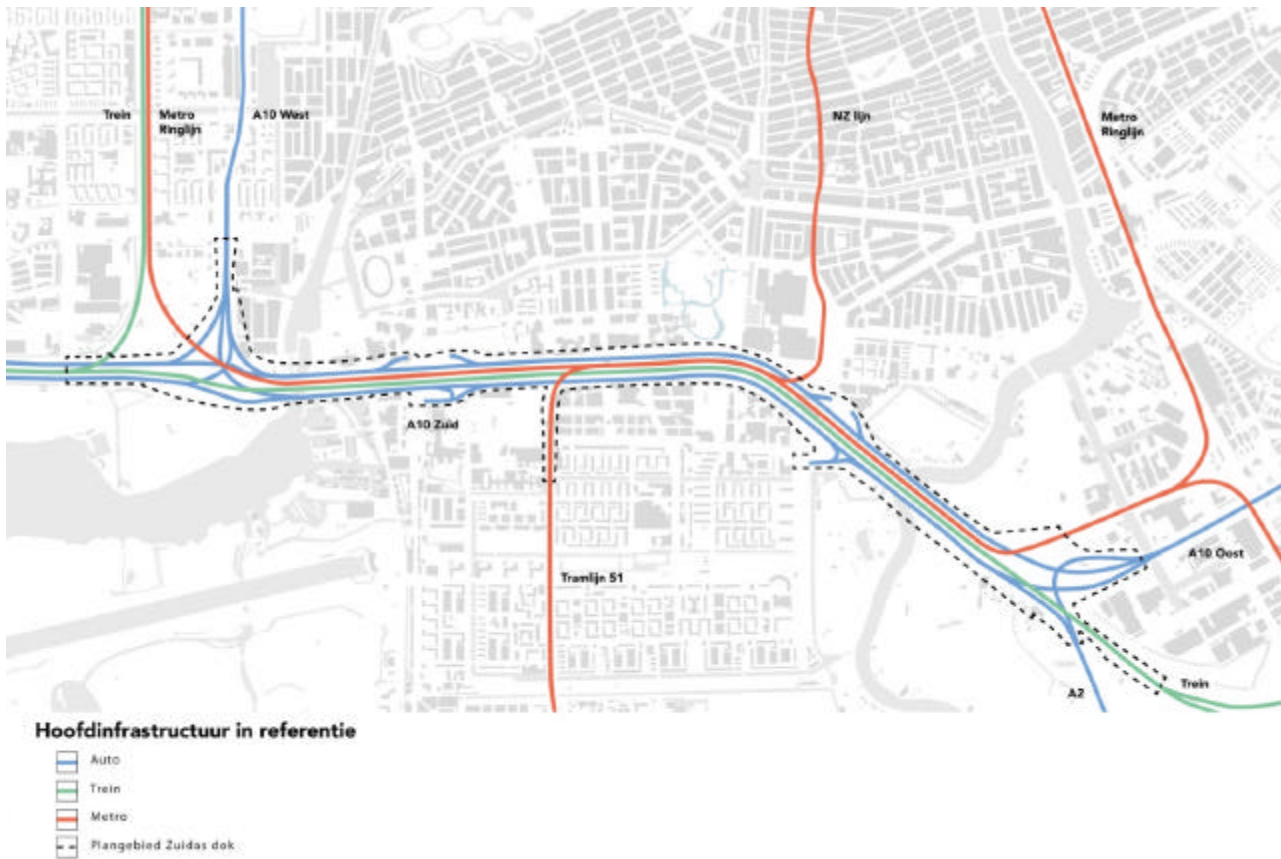 Trein
Metro
Ringlijn
A10 West
NZ lijn
Metro
Ringlijn
A10 Zuid
A10 Oost
Tramlijn 51
Trein
A2
Hoofdinfrastructuur in referentie
Auto
Trein
Metro
Plangebied Zuidas dok